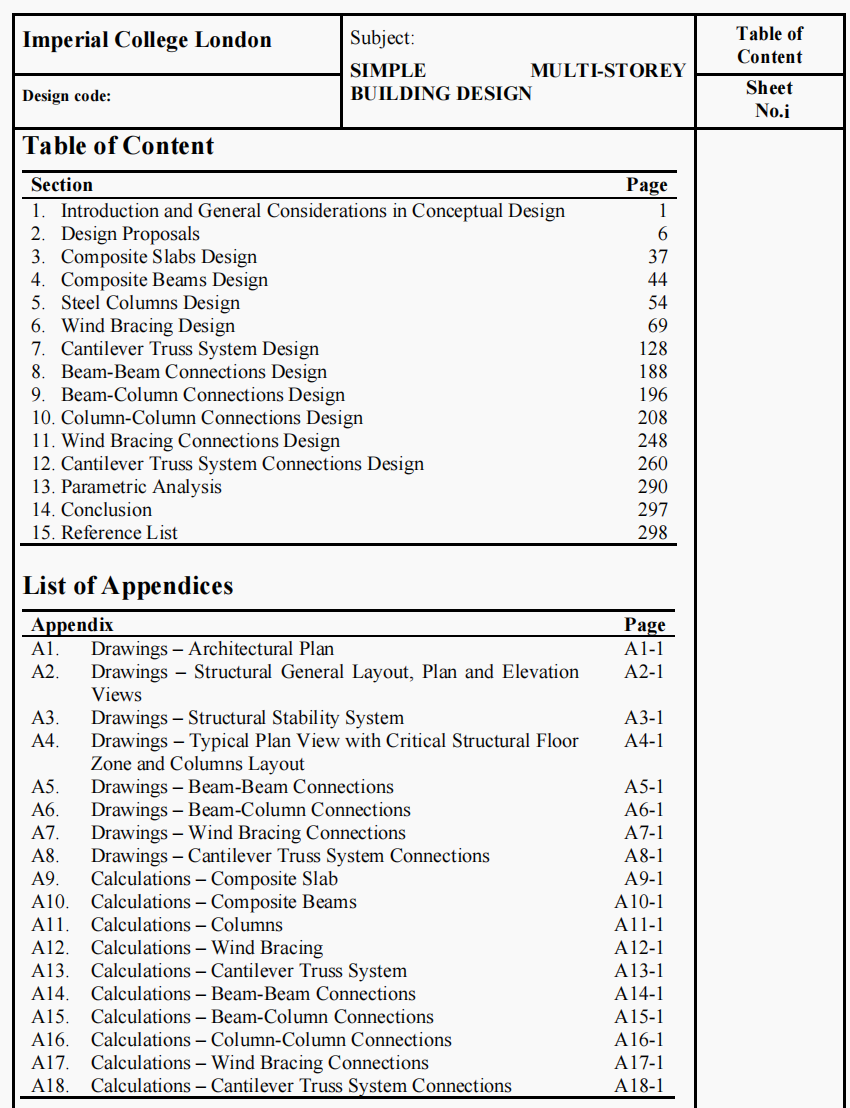 Imperial College London
Design code:
Subject:
SIMPLE MULTI-STOREY
BUILDING DESIGN
Table of
Content
Sheet
No.i
Table of Content
Section Page
1. Introduction and General Considerations in Conceptual Design 1
2. Design Proposals 6
3. Composite Slabs Design 37
4. Composite Beams Design 44
5. Steel Columns Design 54
6. Wind Bracing Design 69
7. Cantilever Truss System Design 128
8. Beam-Beam Connections Design 188
9. Beam-Column Connections Design 196
10. Column-Column Connections Design 208
11. Wind Bracing Connections Design 248
12. Cantilever Truss System Connections Design 260
13. Parametric Analysis 290
14. Conclusion 297
15. Reference List 298
List of Appendices
Appendix Page
A1. Drawings – Architectural Plan A1-1
A2. Drawings – Structural General Layout, Plan and Elevation A2-1
Views
A3. Drawings – Structural Stability System A3-1
A4. Drawings – Typical Plan View with Critical Structural Floor A4-1
Zone and Columns Layout
A5. Drawings – Beam-Beam Connections A5-1
A6. Drawings – Beam-Column Connections A6-1
A7. Drawings – Wind Bracing Connections A7-1
A8. Drawings – Cantilever Truss System Connections A8-1
A9. Calculations – Composite Slab A9-1
A10. Calculations – Composite Beams A10-1
A11. Calculations – Columns A11-1
A12. Calculations – Wind Bracing A12-1
A13. Calculations – Cantilever Truss System A13-1
A14. Calculations – Beam-Beam Connections A14-1
A15. Calculations – Beam-Column Connections A15-1
A16. Calculations – Column-Column Connections A16-1
A17. Calculations – Wind Bracing Connections A17-1
A18. Calculations – Cantilever Truss System Connections A18-1